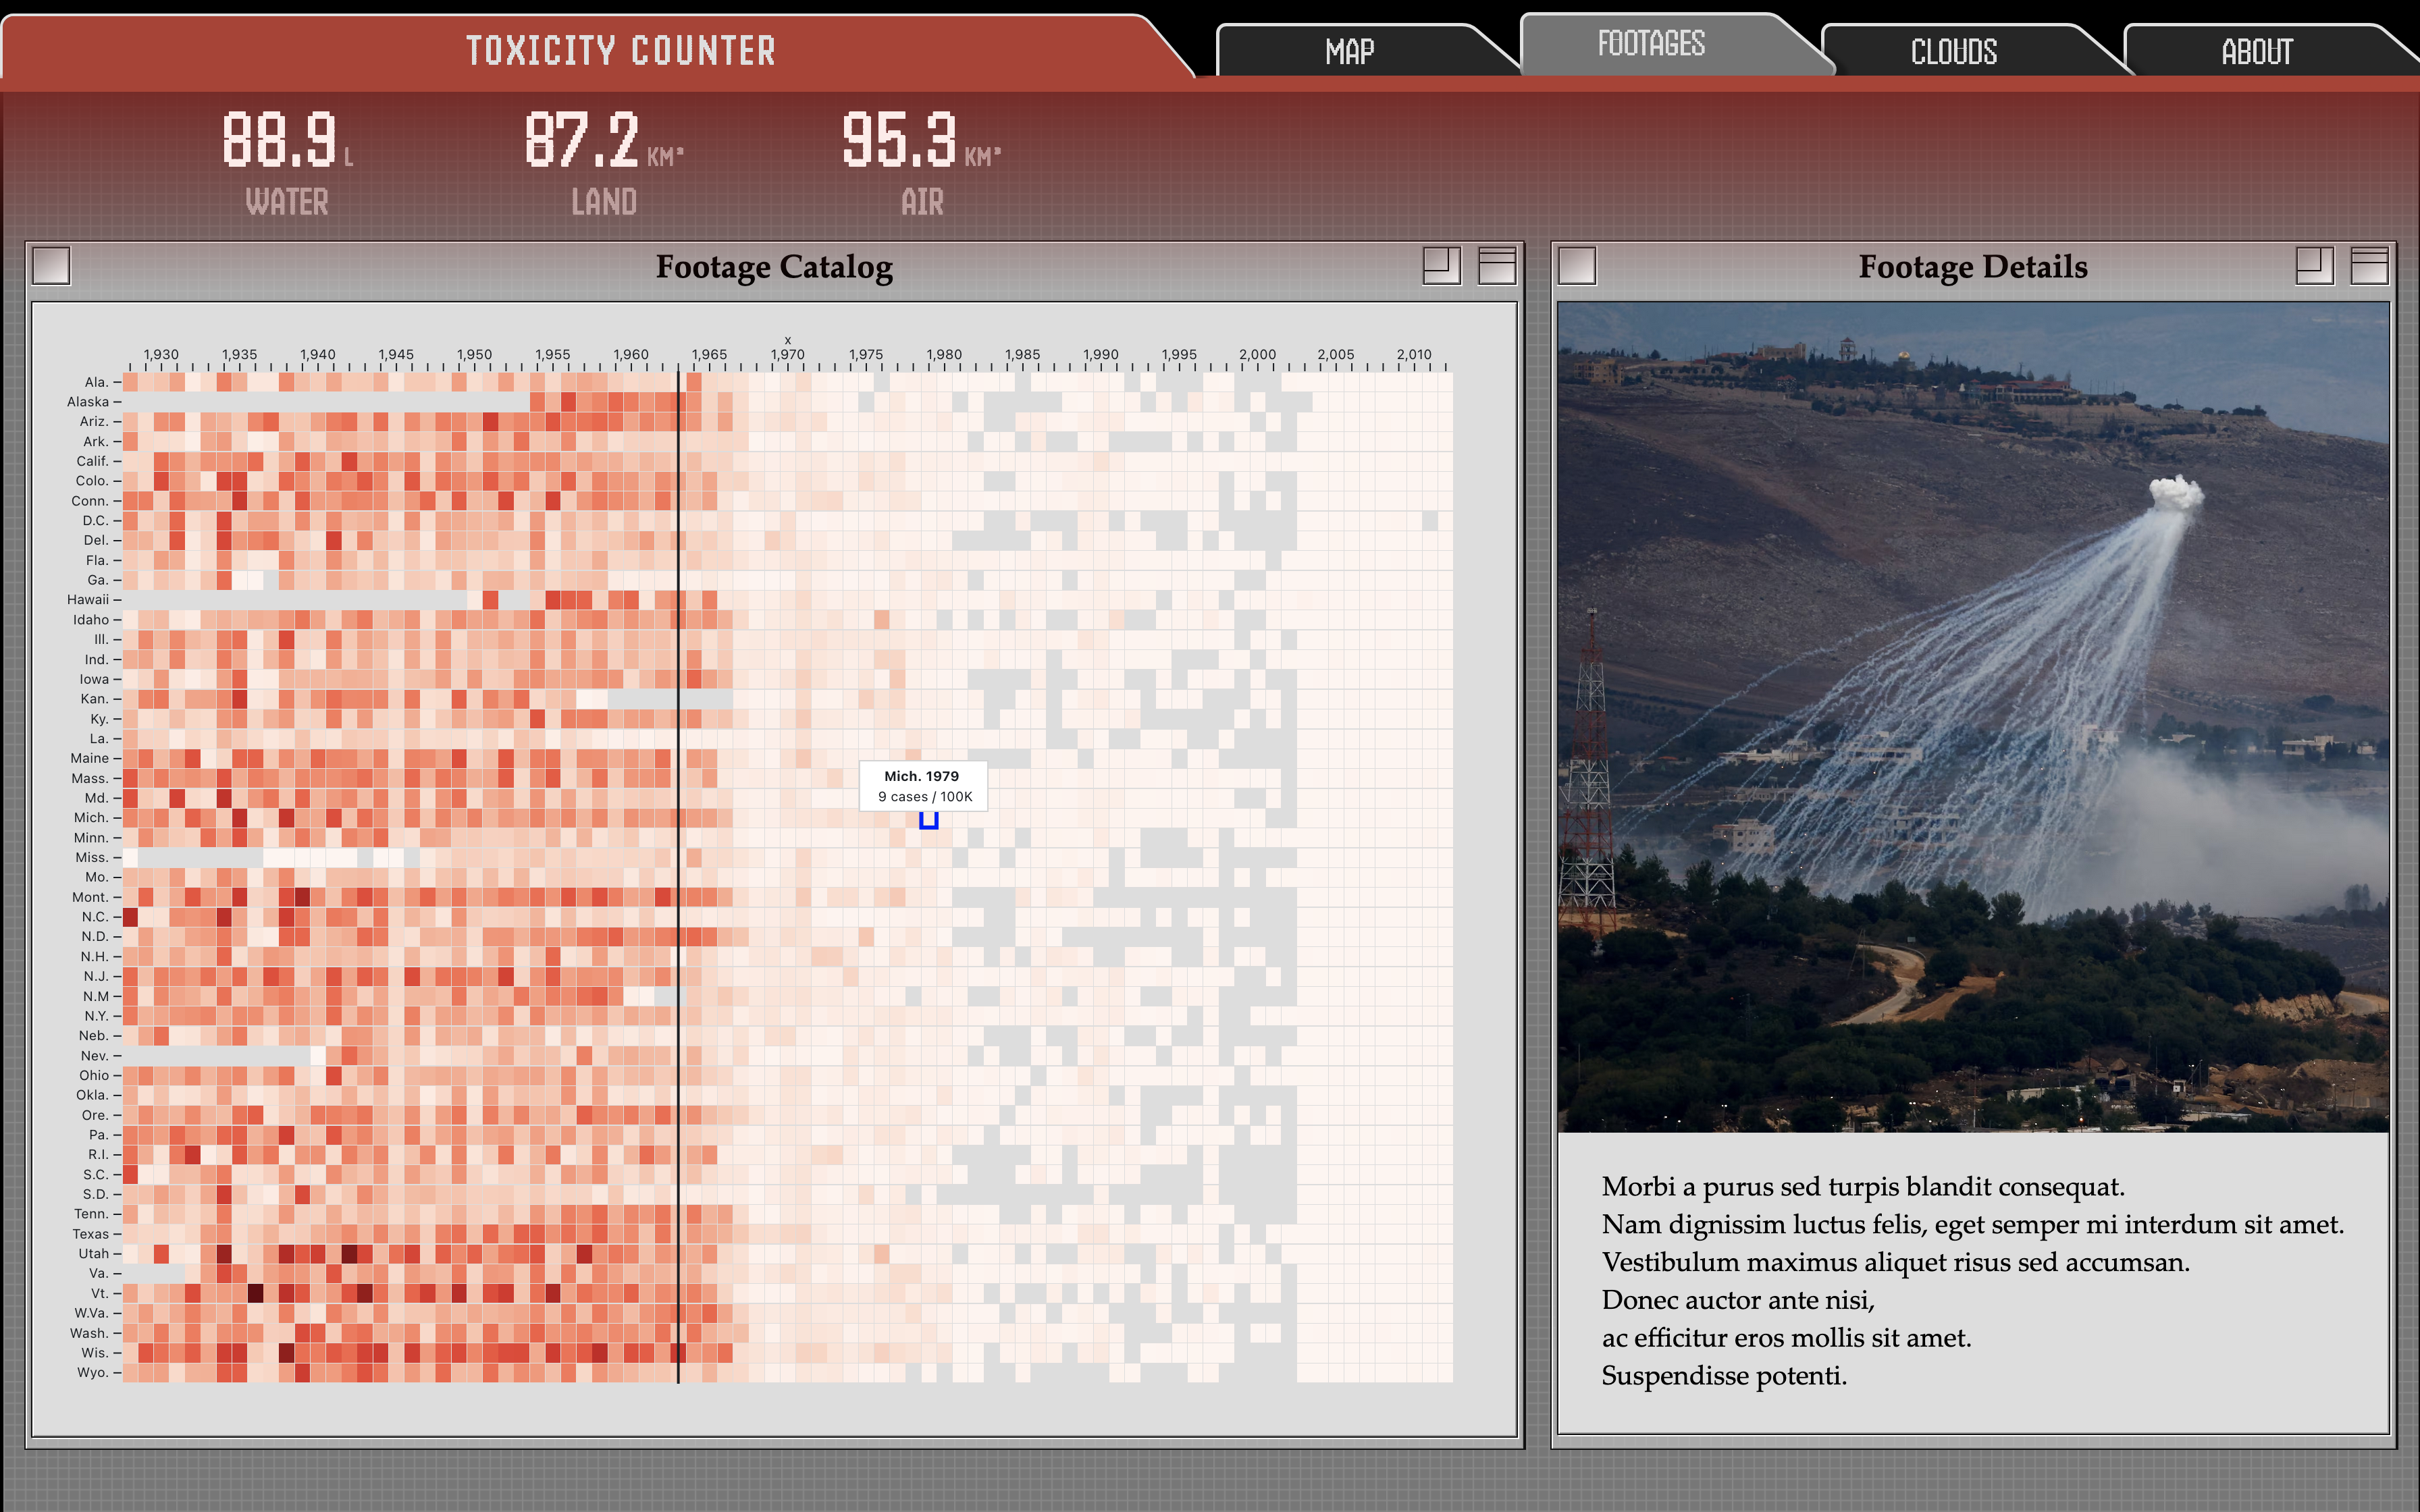 TOXICITY COUNTER
MAP
FOOTAGES
CLOUDS
ABOUT
88.9 L
WATER
87.2 KM²
LAND
95.3 KM³
AIR
Footage Catalog
x
1,930 1,935 1,940 1,945 1,950 1,955 1,960 1,965 1,970 1,975 1,980 1,985 1,990 1,995 2,000 2,005 2,010
Ala.
Alaska
Ariz.
Ark.
Calif.
Colo.
Conn.
D.C.
Del.
Fla.
Ga.
Hawaii
Idaho
Ill.
Ind.
Iowa
Kan.
Ky.
La.
Maine
Mass.
Md.
Mich.
Minn.
Miss.
Mo.
Mont.
N.C.
N.D.
N.H.
N.J.
N.M
N.Y.
Neb.
Nev.
Ohio
Okla.
Ore.
Pa.
R.I.
S.C.
S.D.
Tenn.
Texas
Utah
Va.
Vt.
W.Va.
Wash.
Wis.
Wyo.
Mich. 1979
9 cases / 100K
Footage Details
Morbi a purus sed turpis blandit consequat.
Nam dignissim luctus felis, eget semper mi interdum sit amet.
Vestibulum maximus aliquet risus sed accumsan.
Donec auctor ante nisi,
ac efficitur eros mollis sit amet.
Suspendisse potenti.